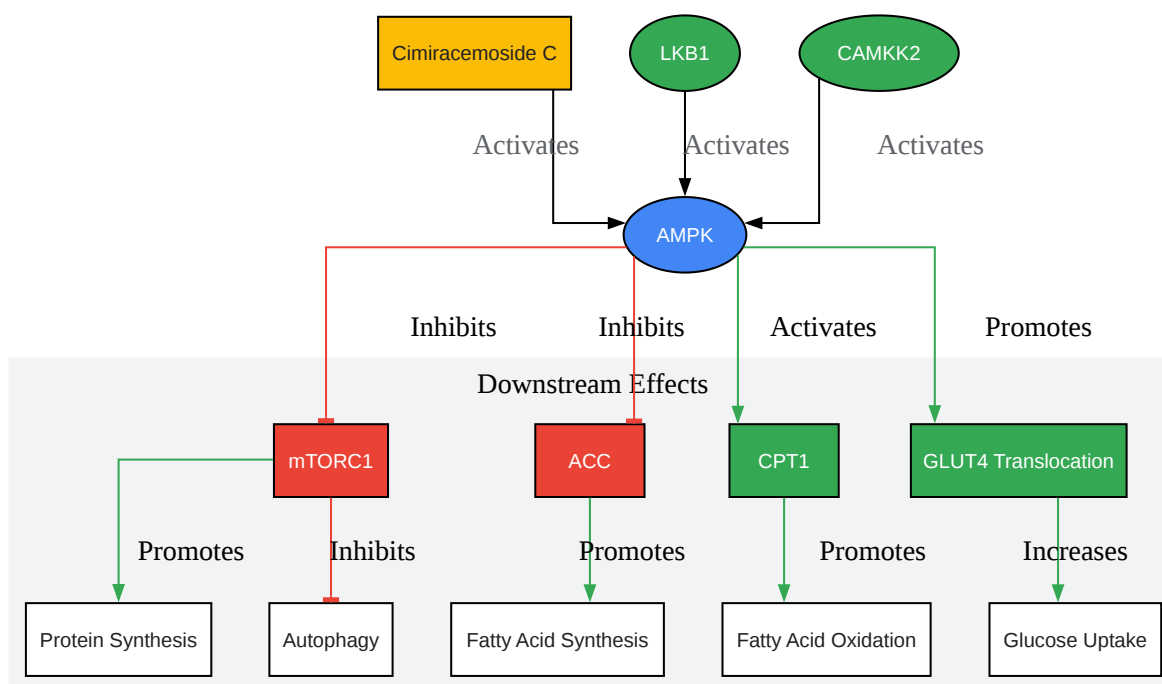 Cimiracemoside C
LKB1
CAMKK2
Activates
Activates
Activates
AMPK
Inhibits
Inhibits
Activates
Promotes
Downstream Effects
mTORC1
ACC
CPT1
GLUT4 Translocation
Promotes
Inhibits
Promotes
Promotes
Increases
Protein Synthesis
Autophagy
Fatty Acid Synthesis
Fatty Acid Oxidation
Glucose Uptake